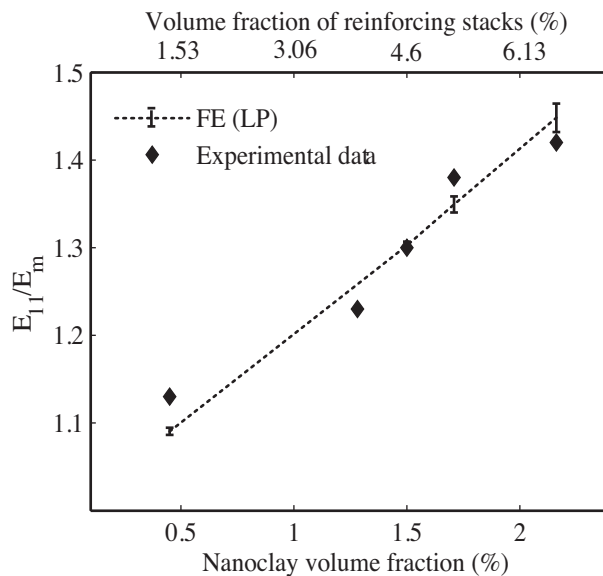 Volume fraction of reinforcing stacks (%)
1.53 3.06 4.6 6.13
1.5
1.4
1.3
1.2
1.1
E11/Em
FE (LP)
Experimental data
0.5 1 1.5 2
Nanoclay volume fraction (%)